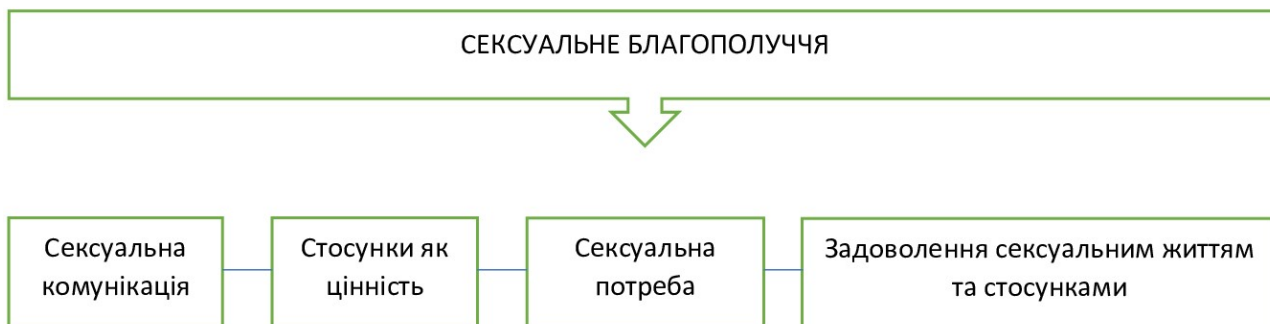 СЕКСУАЛЬНЕ БЛАГОПОЛУЧЧЯ
Сексуальна
комунікація
Стосунки як
цінність
Сексуальна
потреба
Задоволення сексуальним життям
та стосунками